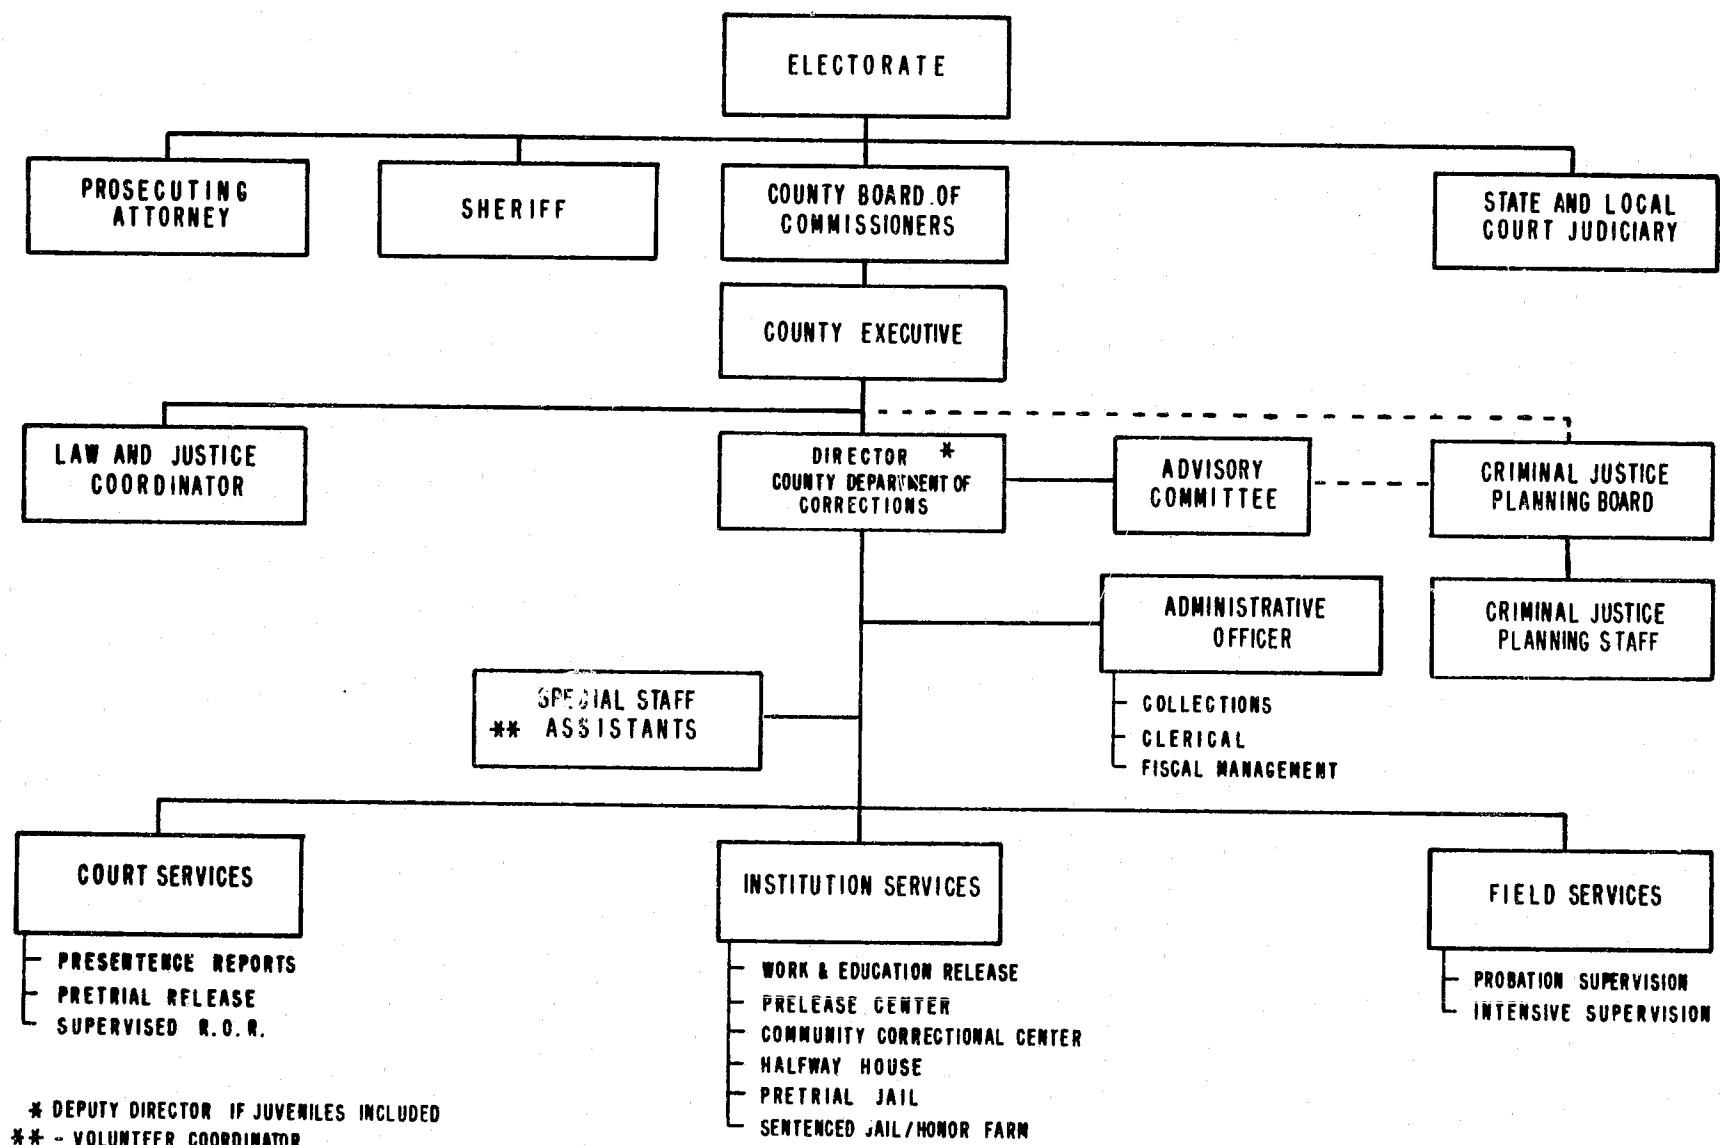 ELECTORATE
PROSECUTING
ATTORNEY
SHERIFF
COUNTY BOARD OF
COMMISSIONERS
STATE AND LOCAL
COURT JUDICIARY
COUNTY EXECUTIVE
LAW AND JUSTICE
COORDINATOR
DIRECTOR *
COUNTY DEPARTMENT OF
CORRECTIONS
ADVISORY
COMMITTEE
CRIMINAL JUSTICE
PLANNING BOARD
ADMINISTRATIVE
OFFICER
CRIMINAL JUSTICE
PLANNING STAFF
SPECIAL STAFF
** ASSISTANTS
COLLECTIONS
CLERICAL
FISCAL MANAGEMENT
COURT SERVICES
PRESENTENCE REPORTS
PRETRIAL RELEASE
SUPERVISED R.O.R.
INSTITUTION SERVICES
WORK & EDUCATION RELEASE
PRELEASE CENTER
COMMUNITY CORRECTIONAL CENTER
HALFWAY HOUSE
PRETRIAL JAIL
SENTENCED JAIL/HONOR FARM
FIELD SERVICES
PROBATION SUPERVISION
INTENSIVE SUPERVISION
* DEPUTY DIRECTOR IF JUVENILES INCLUDED
** - VOLUNTEER COORDINATOR